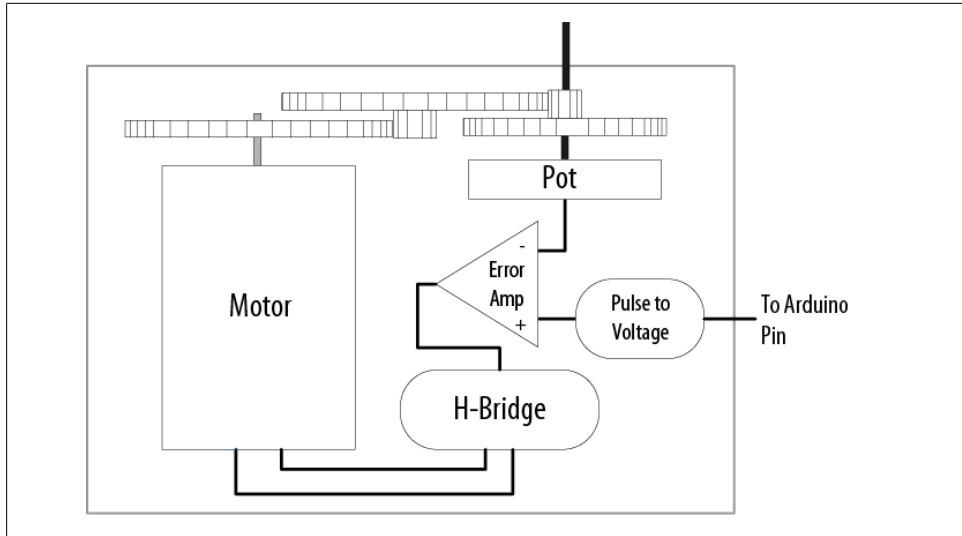 Pot
-
Error
Amp
+
Motor
Pulse to
Voltage
To Arduino
Pin
H-Bridge